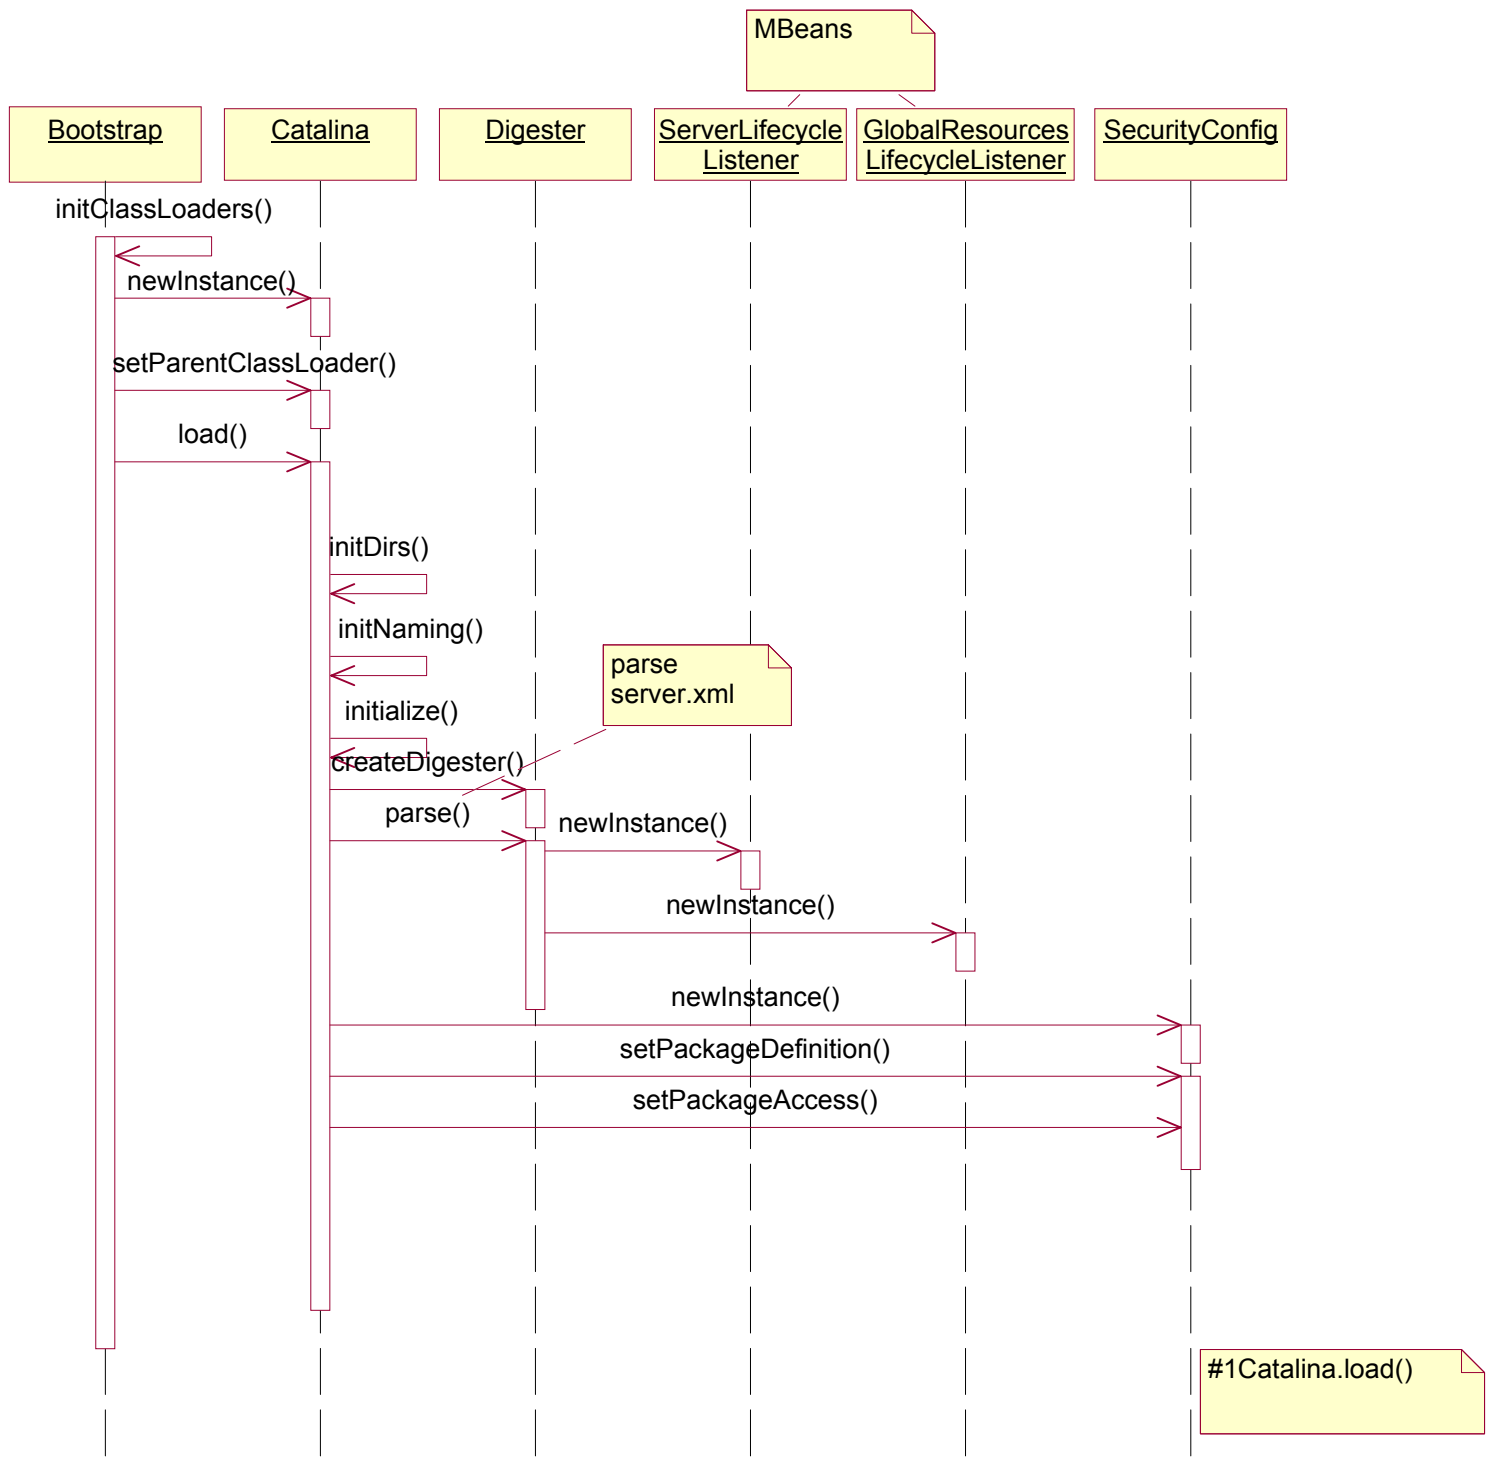 MBeans
Bootstrap
Catalina
Digester
ServerLifecycle
Listener
GlobalResources
LifecycleListener
SecurityConfig
initClassLoaders()
newInstance()
setParentClassLoader()
load()
initDirs()
initNaming()
parse
server.xml
initialize()
createDigester()
parse()
newInstance()
newInstance()
newInstance()
setPackageDefinition()
setPackageAccess()
#1Catalina.load()